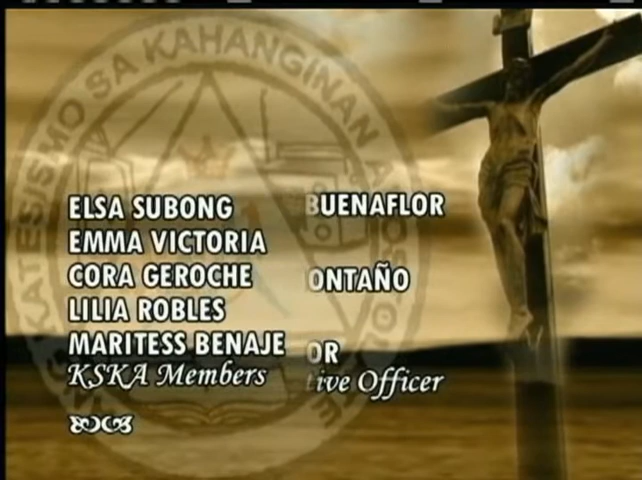 KATESISMO SA KAHANGINAN
ELSA SUBONG
EMMA VICTORIA
CORA GEROCHE
LILIA ROBLES
MARITESS BENAJE
KSKA Members
BUENAFLOR
ONTAÑO
OR
tive Officer